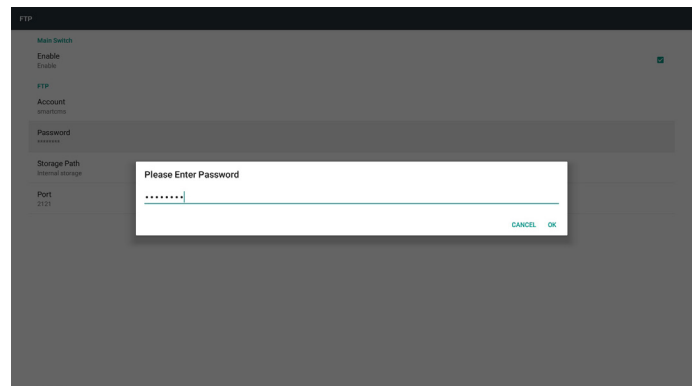 FTP
Main Switch
Enable
Enable
FTP
Account
smartcms
Password
********
Storage Path
Internal storage
Please Enter Password
••••••••
Port
2121
CANCEL OK